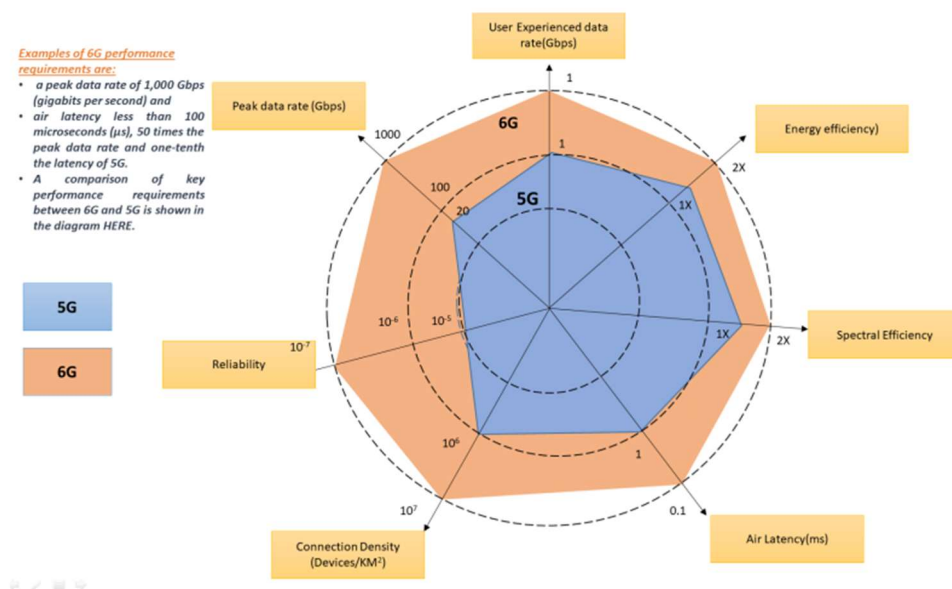 User Experienced data
rate(Gbps)
Examples of 6G performance
requirements are:
• a peak data rate of 1,000 Gbps
(gigabits per second) and
• air latency less than 100
microseconds (µs), 50 times the
peak data rate and one-tenth
the latency of 5G.
• A comparison of key
performance requirements
between 6G and 5G is shown in
the diagram HERE.
Peak data rate (Gbps)
Energy efficiency)
1
6G
1000
1
2X
100
5G
20
1X
5G
6G
10⁻⁶
10⁻⁵
1X
2X
Spectral Efficiency
10⁻⁷
Reliability
10⁶
1
10⁷
0.1
Connection Density
(Devices/KM²)
Air Latency(ms)